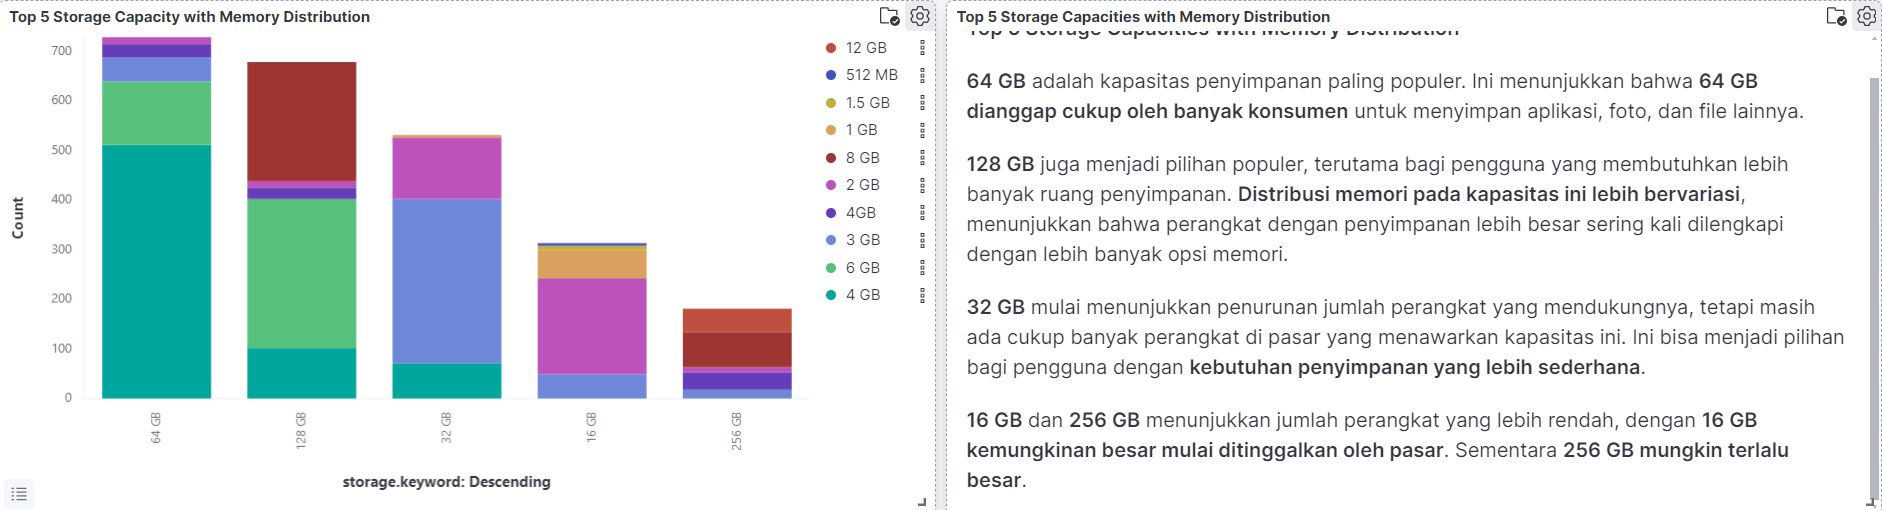 Top 5 Storage Capacity with Memory Distribution
700
600
500
400
300
200
100
0
Count
64 GB
128 GB
32 GB
16 GB
256 GB
storage.keyword: Descending
12 GB
512 MB
1.5 GB
1 GB
8 GB
2 GB
4GB
3 GB
6 GB
4 GB
Top 5 Storage Capacities with Memory Distribution
Top 5 Storage Capacities with Memory Distribution
64 GB adalah kapasitas penyimpanan paling populer. Ini menunjukkan bahwa 64 GB
dianggap cukup oleh banyak konsumen untuk menyimpan aplikasi, foto, dan file lainnya.
128 GB juga menjadi pilihan populer, terutama bagi pengguna yang membutuhkan lebih
banyak ruang penyimpanan. Distribusi memori pada kapasitas ini lebih bervariasi,
menunjukkan bahwa perangkat dengan penyimpanan lebih besar sering kali dilengkapi
dengan lebih banyak opsi memori.
32 GB mulai menunjukkan penurunan jumlah perangkat yang mendukungnya, tetapi masih
ada cukup banyak perangkat di pasar yang menawarkan kapasitas ini. Ini bisa menjadi pilihan
bagi pengguna dengan kebutuhan penyimpanan yang lebih sederhana.
16 GB dan 256 GB menunjukkan jumlah perangkat yang lebih rendah, dengan 16 GB
kemungkinan besar mulai ditinggalkan oleh pasar. Sementara 256 GB mungkin terlalu
besar.